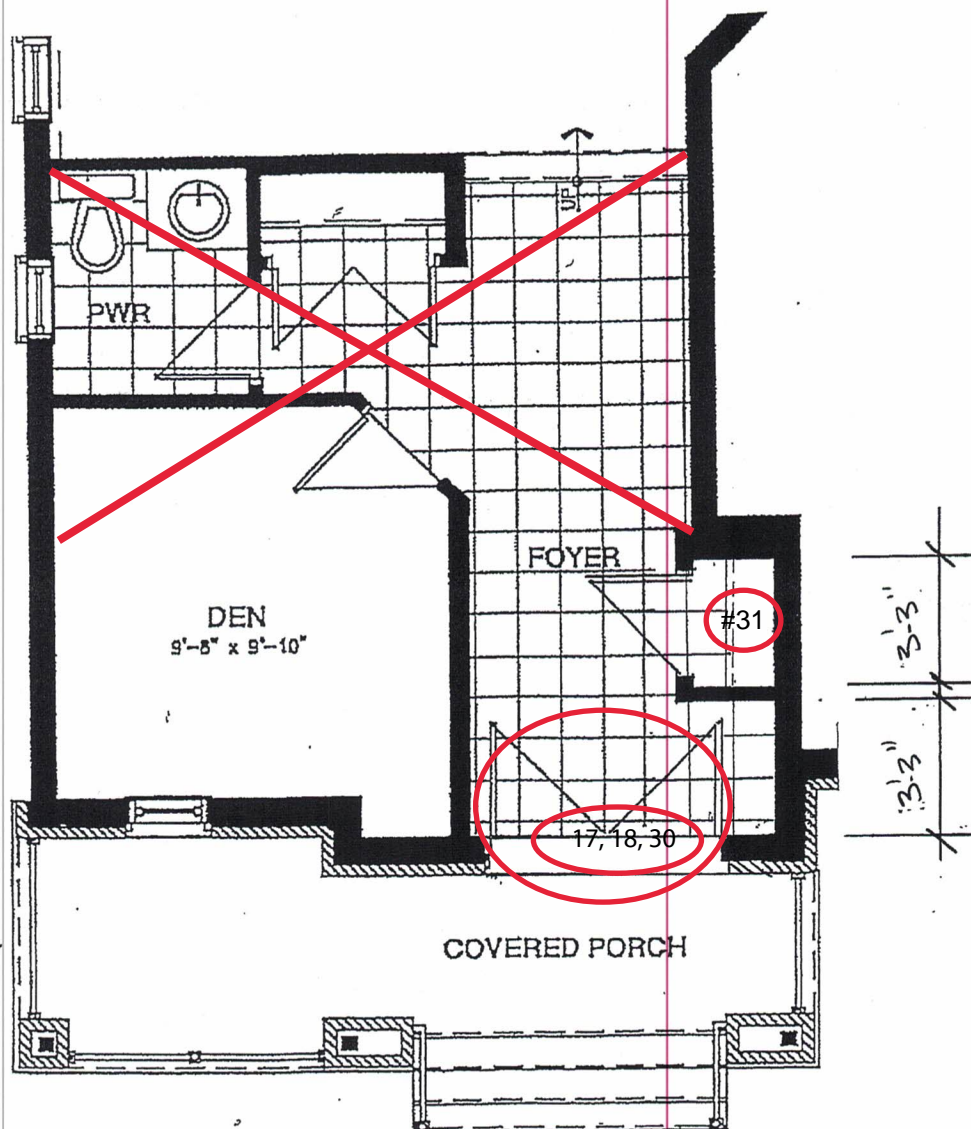 UP
PWR
FOYER
DEN
9'-8" x 9'-10"
#31
3'-3"
3'-3"
17, 18, 30
COVERED PORCH